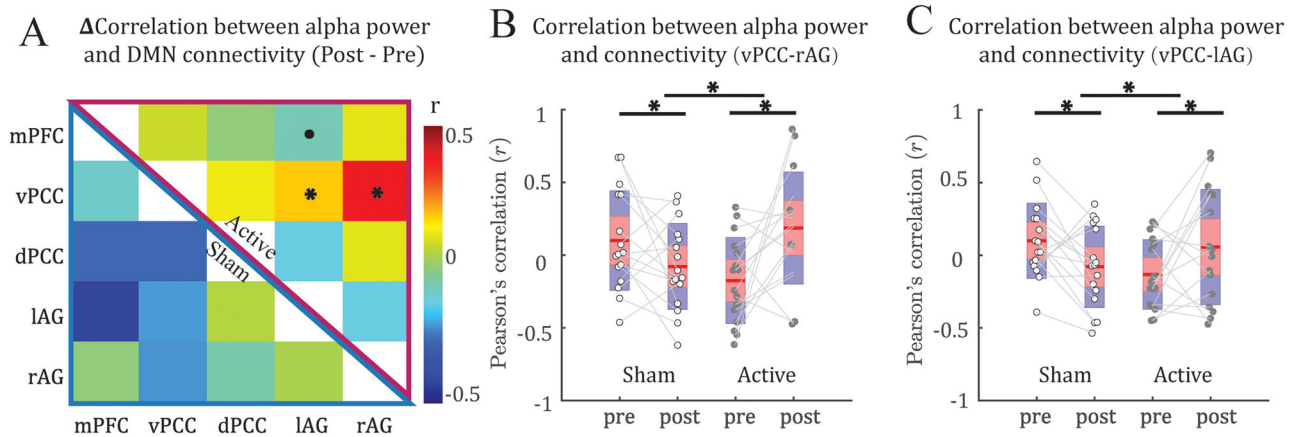 A
ΔCorrelation between alpha power
and DMN connectivity (Post - Pre)
mPFC
vPCC
dPCC
lAG
rAG
mPFC
vPCC
dPCC
lAG
rAG
Active
Sham
•
*
*
r
0.5
0
-0.5
B
Correlation between alpha power
and connectivity (vPCC-rAG)
Pearson's correlation (r)
1
0.5
0
-0.5
-1
*
*
*
Sham
Active
pre
post
pre
post
C
Correlation between alpha power
and connectivity (vPCC-lAG)
Pearson's correlation (r)
1
0.5
0
-0.5
-1
*
*
*
Sham
Active
pre
post
pre
post